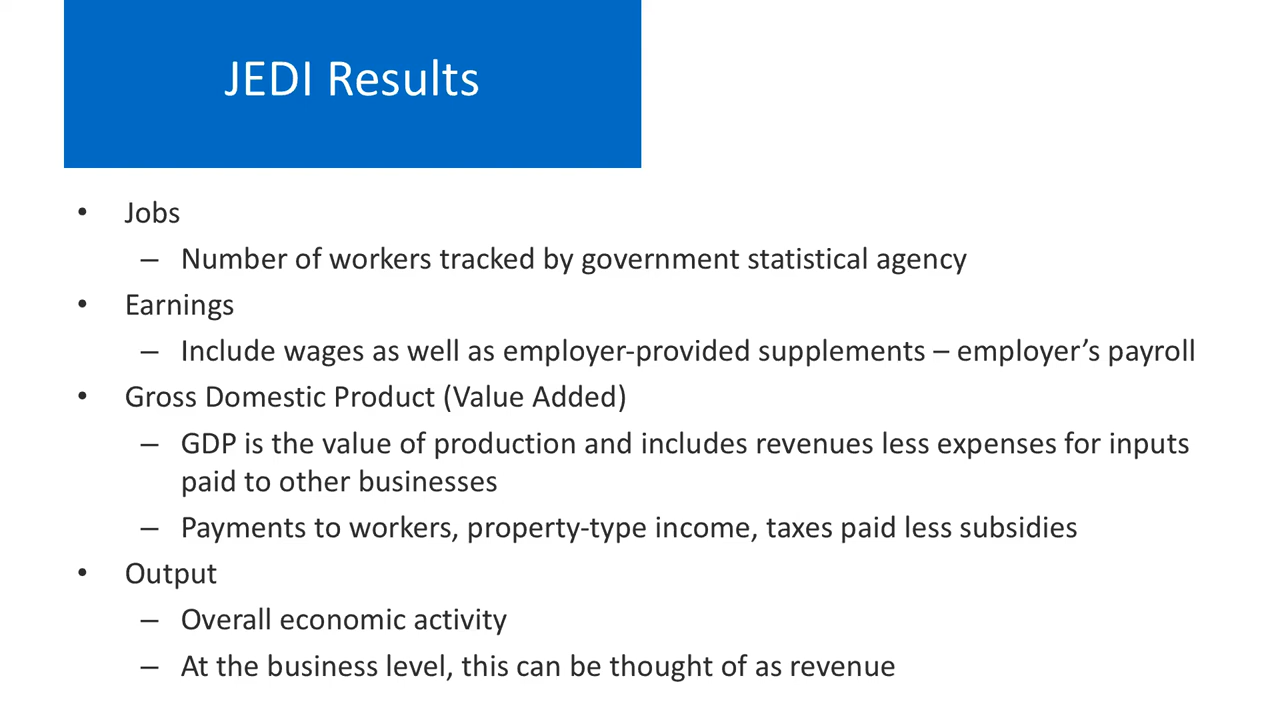 JEDI Results
• Jobs
– Number of workers tracked by government statistical agency
• Earnings
– Include wages as well as employer-provided supplements – employer’s payroll
• Gross Domestic Product (Value Added)
– GDP is the value of production and includes revenues less expenses for inputs
paid to other businesses
– Payments to workers, property-type income, taxes paid less subsidies
• Output
– Overall economic activity
– At the business level, this can be thought of as revenue